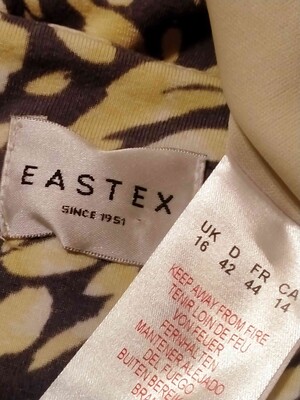 EASTEX
SINCE 1951
UK D FR CA
16 42 44 14
KEEP AWAY FROM FIRE
TENIR LOIN DE FEU
VON FEUER
FERNHALTEN
MANTENER ALEJADO
DEL FUEGO
BUITEN BEREIK